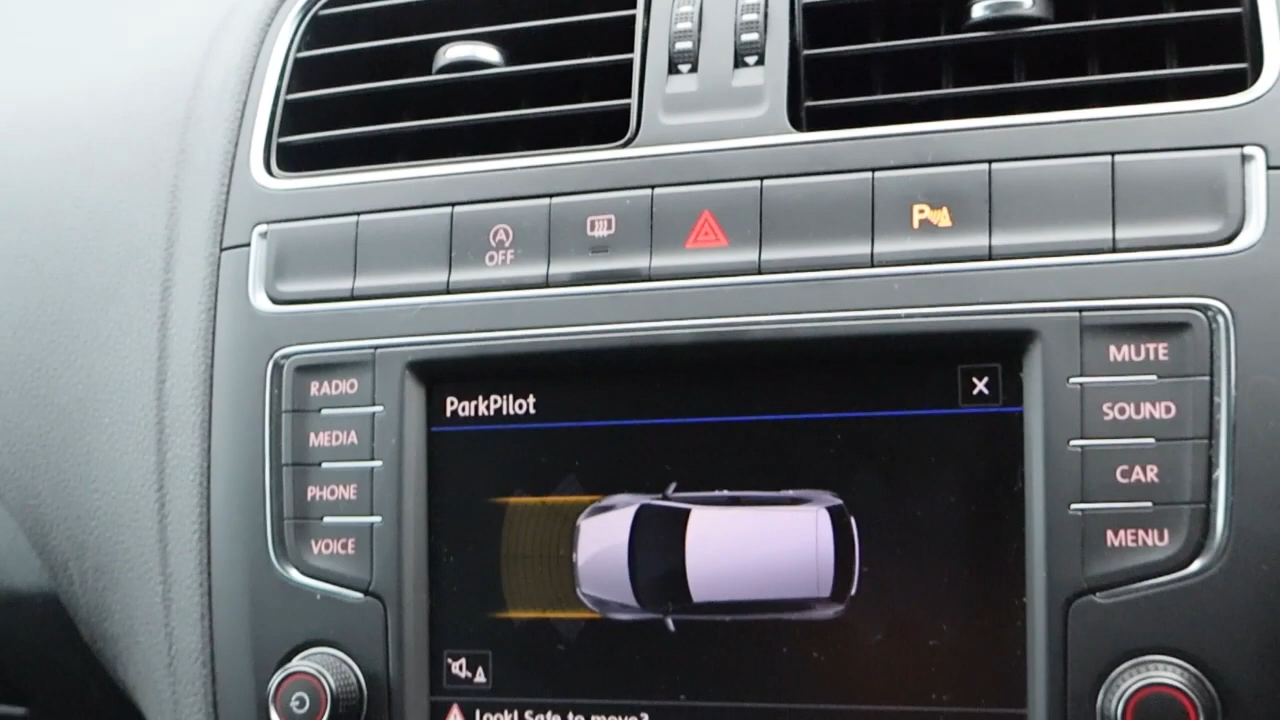 A
OFF
P
RADIO
MEDIA
PHONE
VOICE
ParkPilot
X
Look! Safe to move?
MUTE
SOUND
CAR
MENU